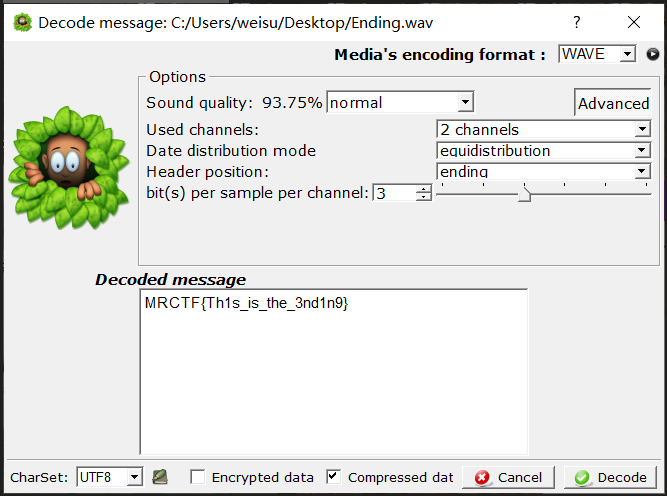 Decode message: C:/Users/weisu/Desktop/Ending.wav
Media's encoding format : WAVE
Options
Sound quality: 93.75% normal Advanced
Used channels: 2 channels
Date distribution mode equidistribution
Header position: ending
bit(s) per sample per channel: 3
Decoded message
MRCTF{Th1s_is_the_3nd1n9}
CharSet: UTF8 Encrypted data Compressed dat Cancel Decode